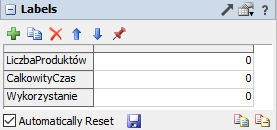 Labels
LiczbaProduktów 0
CalkowityCzas 0
Wykorzystanie 0
Automatically Reset